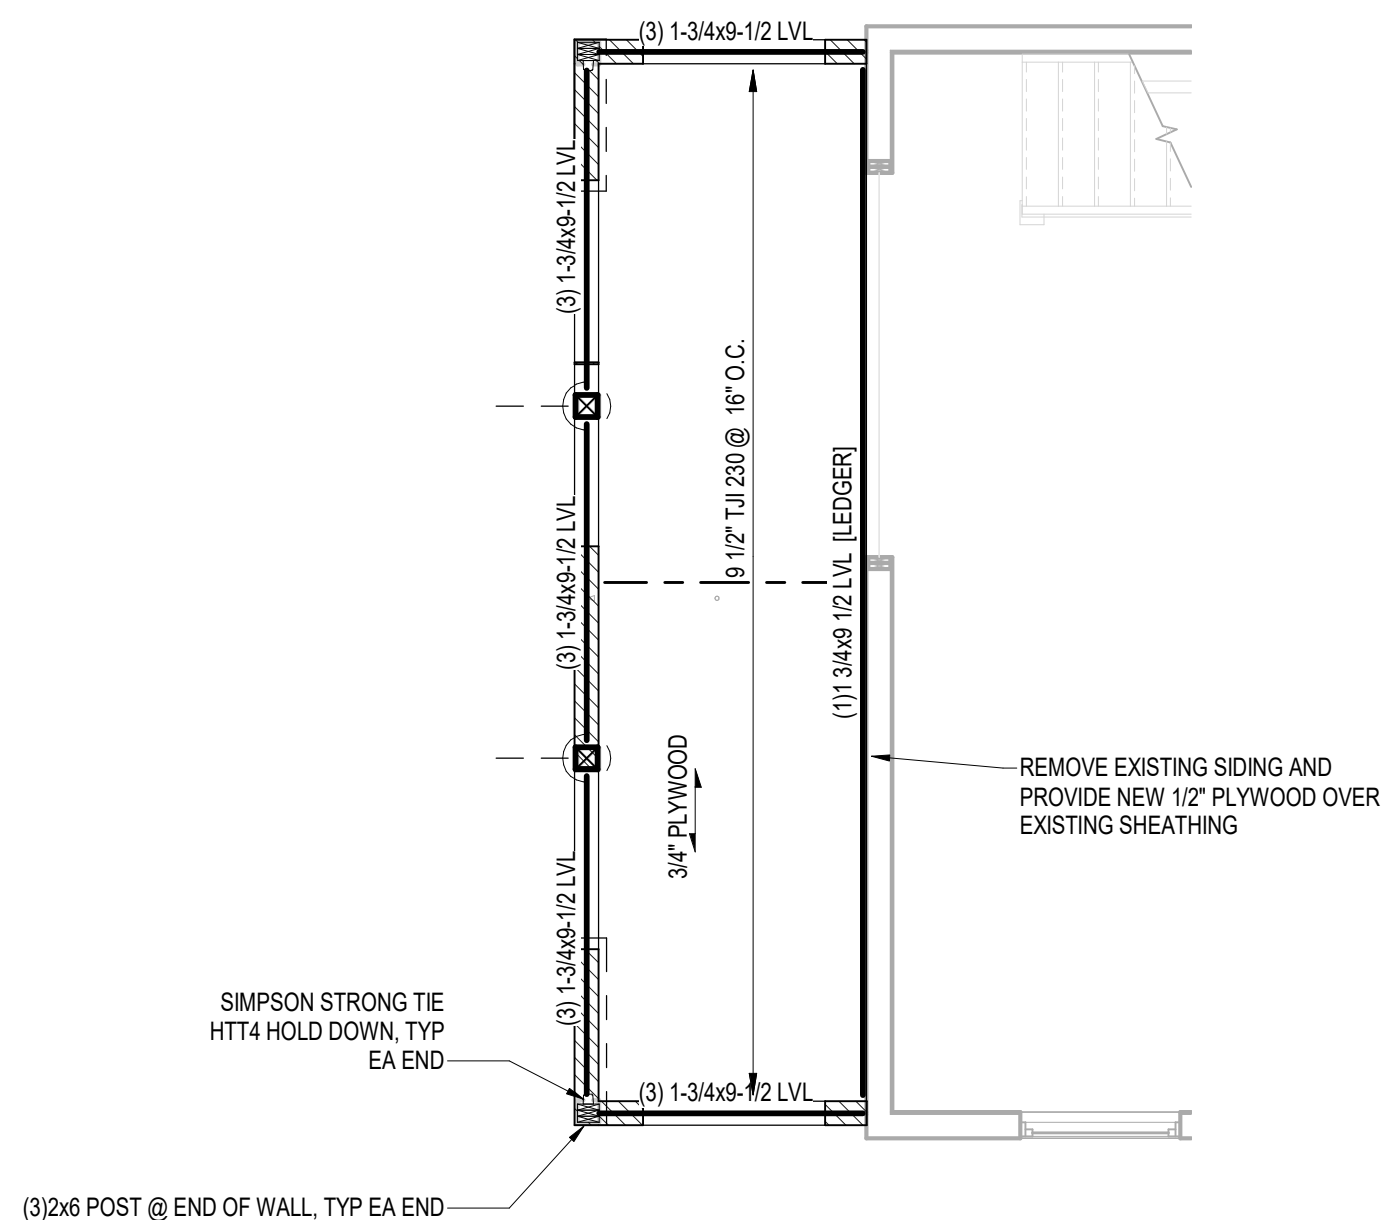 (3) 1-3/4x9-1/2 LVL
(3) 1-3/4x9-1/2 LVL
9 1/2" TJI 230 @ 16" O.C.
(1)1 3/4x9 1/2 LVL [LEDGER]
(3) 1-3/4x9-1/2 LVL
3/4" PLYWOOD
REMOVE EXISTING SIDING AND
PROVIDE NEW 1/2" PLYWOOD OVER
EXISTING SHEATHING
(3) 1-3/4x9-1/2 LVL
SIMPSON STRONG TIE
HTT4 HOLD DOWN, TYP
EA END
(3) 1-3/4x9-1/2 LVL
(3)2x6 POST @ END OF WALL, TYP EA END